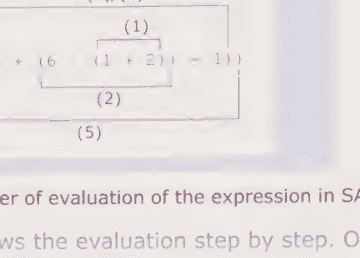 (1)
+ (6 (1 + 2)) - 1))
(2)
(5)
er of evaluation of the expression in SA
ws the evaluation step by step. O